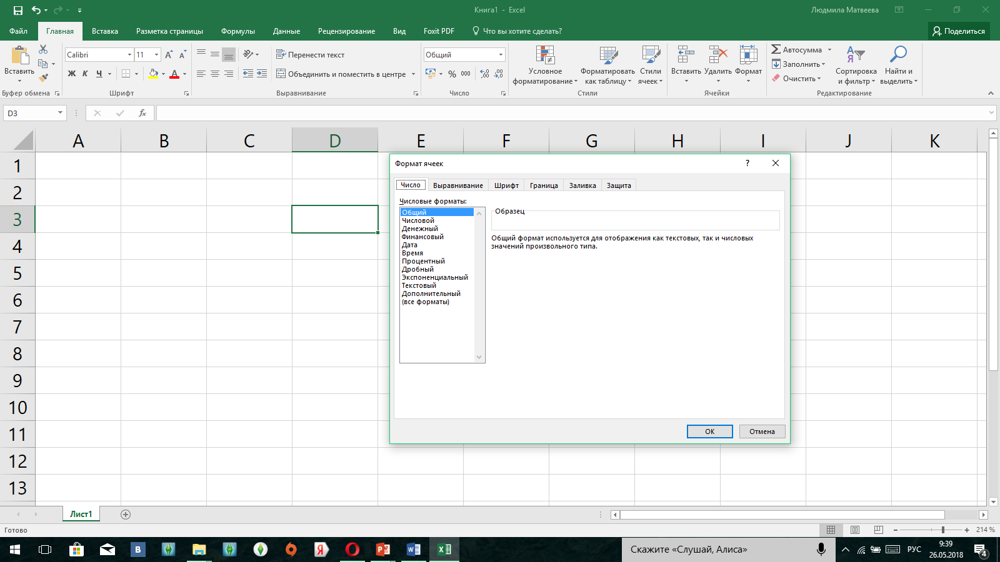 Книга1 - Excel
Людмила Матвеева
Файл
Главная
Вставка
Разметка страницы
Формулы
Данные
Рецензирование
Вид
Foxit PDF
Что вы хотите сделать?
Поделиться
Вставить
Буфер обмена
Calibri
11
Ж К Ч
Шрифт
Перенести текст
Объединить и поместить в центре
Выравнивание
Общий
% 000
Число
Условное
форматирование
Форматировать
как таблицу
Стили
ячеек
Стили
Вставить
Удалить
Формат
Ячейки
Автосумма
Заполнить
Очистить
Сортировка
и фильтр
Найти и
выделить
Редактирование
D3
fx
A B C D E F G H I J K
1
2
3
4
5
6
7
8
9
10
11
12
13
Формат ячеек
?
Число
Выравнивание
Шрифт
Граница
Заливка
Защита
Числовые форматы:
Общий
Числовой
Денежный
Финансовый
Дата
Время
Процентный
Дробный
Экспоненциальный
Текстовый
Дополнительный
(все форматы)
Образец
Общий формат используется для отображения как текстовых, так и числовых
значений произвольного типа.
ОК
Отмена
Лист1
Готово
214 %
Скажите «Слушай, Алиса»
РУС
9:39
26.05.2018
4